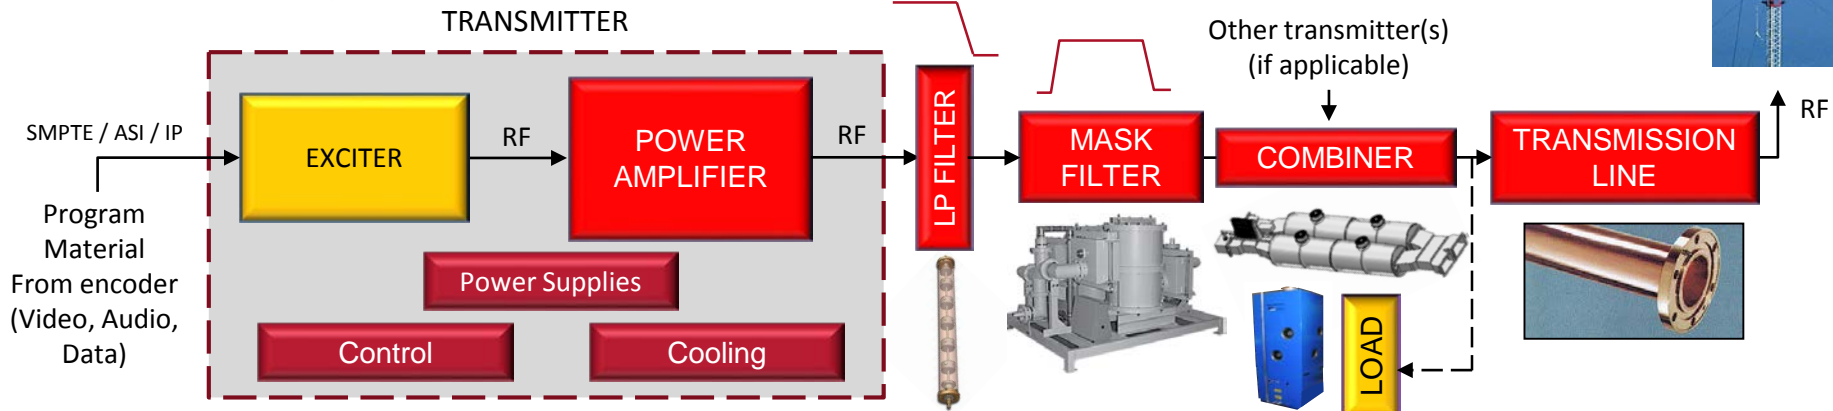 TRANSMITTER
SMPTE / ASI / IP
Program
Material
From encoder
(Video, Audio,
Data)
EXCITER
RF
POWER
AMPLIFIER
RF
Power Supplies
Control
Cooling
LP FILTER
MASK
FILTER
Other transmitter(s)
(if applicable)
COMBINER
LOAD
TRANSMISSION
LINE
RF